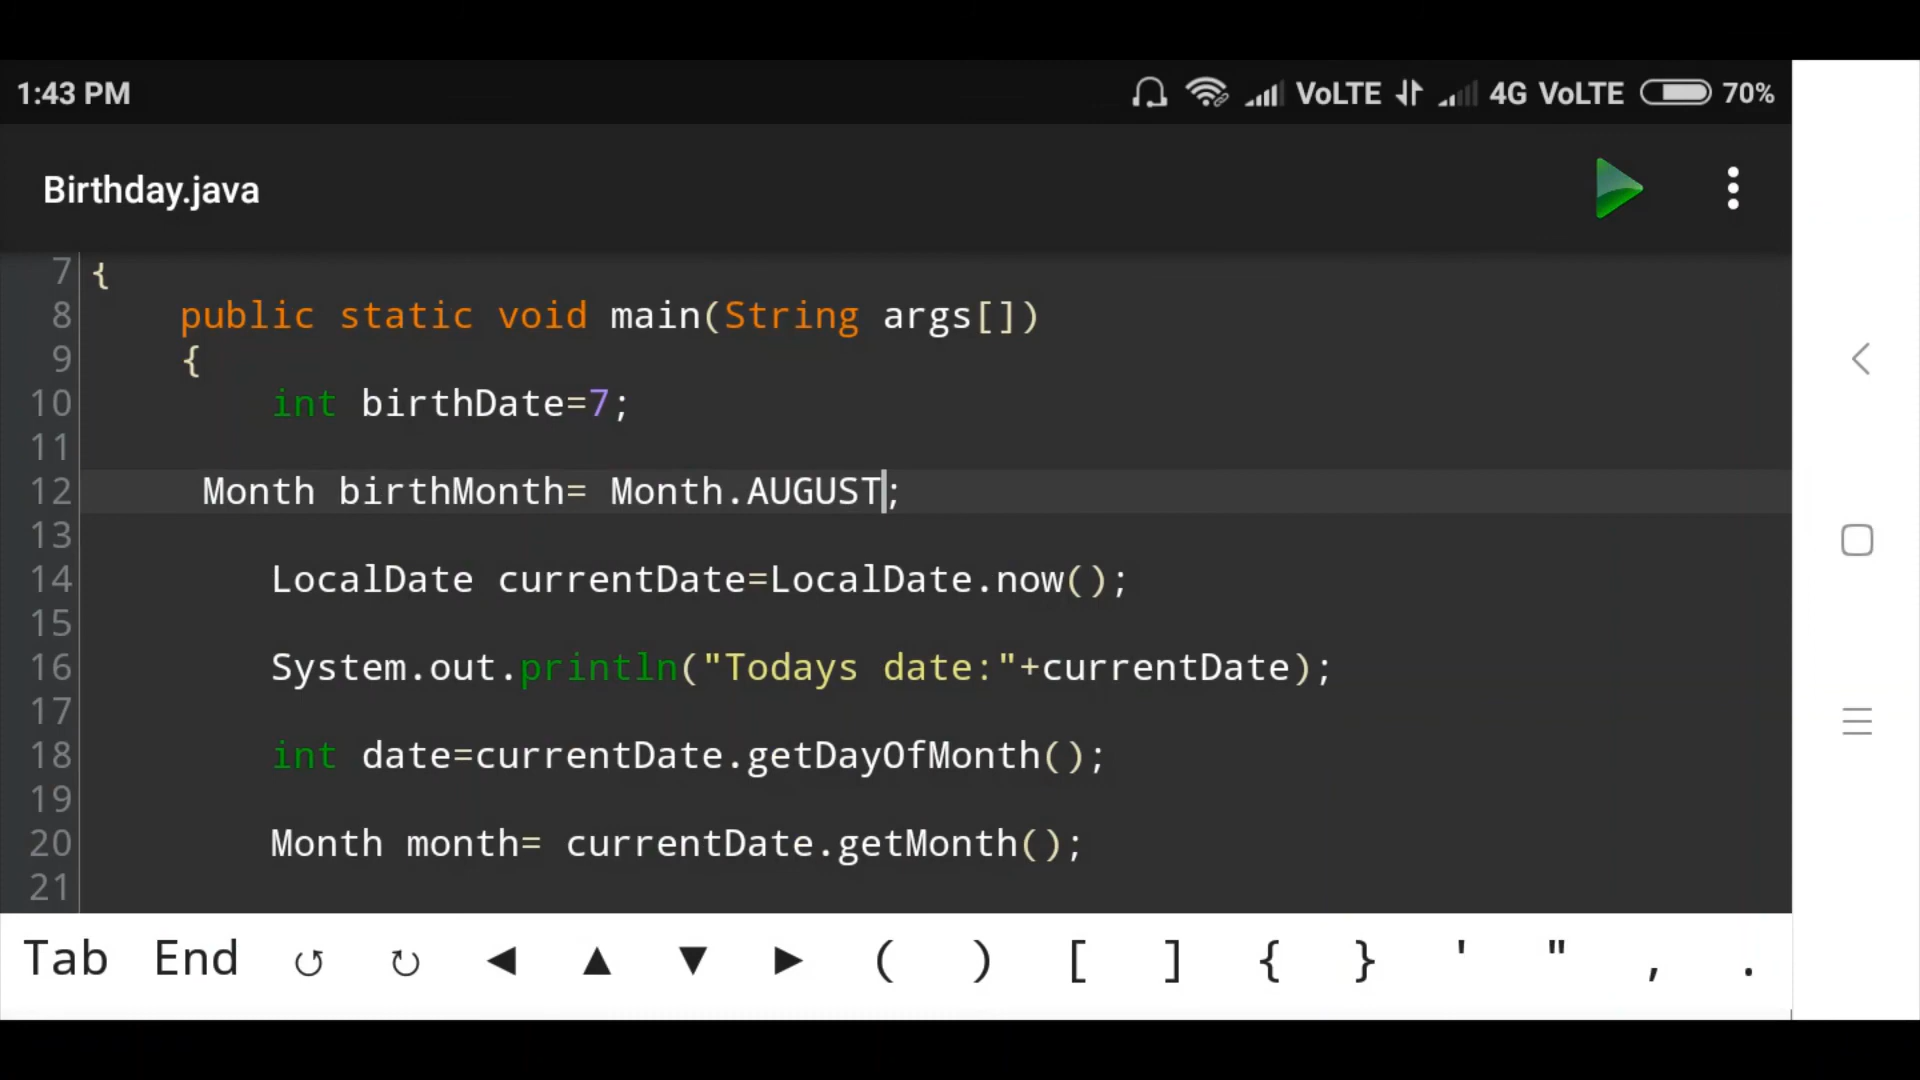 1:43 PM VoLTE 4G VoLTE 70%
Birthday.java
7 {
8 public static void main(String args[])
9 {
10 int birthDate=7;
11
12 Month birthMonth= Month.AUGUST;
13
14 LocalDate currentDate=LocalDate.now();
15
16 System.out.println("Todays date:"+currentDate);
17
18 int date=currentDate.getDayOfMonth();
19
20 Month month= currentDate.getMonth();
21
Tab End ↺ ↻ ◀ ▲ ▼ ▶ ( ) [ ] { } ' " , .